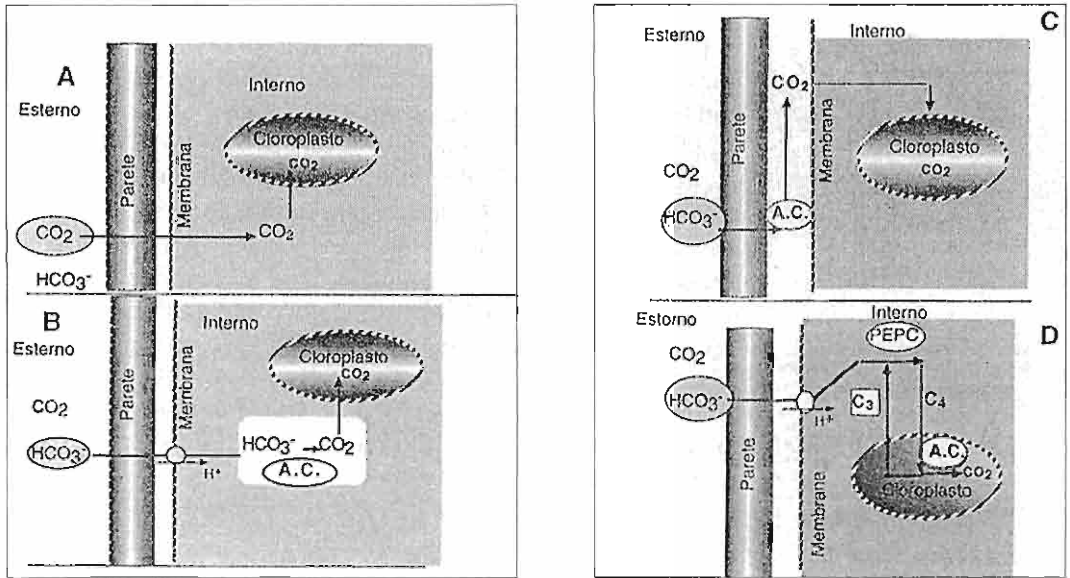 A
Esterno
Parete
Membrana
Interno
Cloroplasto
CO₂
CO₂
CO₂
HCO₃⁻
B
Esterno
Parete
Membrana
Interno
Cloroplasto
CO₂
CO₂
HCO₃⁻
H⁺
HCO₃⁻ CO₂
A.C.
C
Esterno
Parete
Membrana
Interno
CO₂
Cloroplasto
CO₂
CO₂
HCO₃⁻
A.C.
D
Estorno
Parete
Membrana
Interno
PEPC
CO₂
HCO₃⁻
H⁺
C₃
C₄
A.C.
CO₂
Cloroplasto